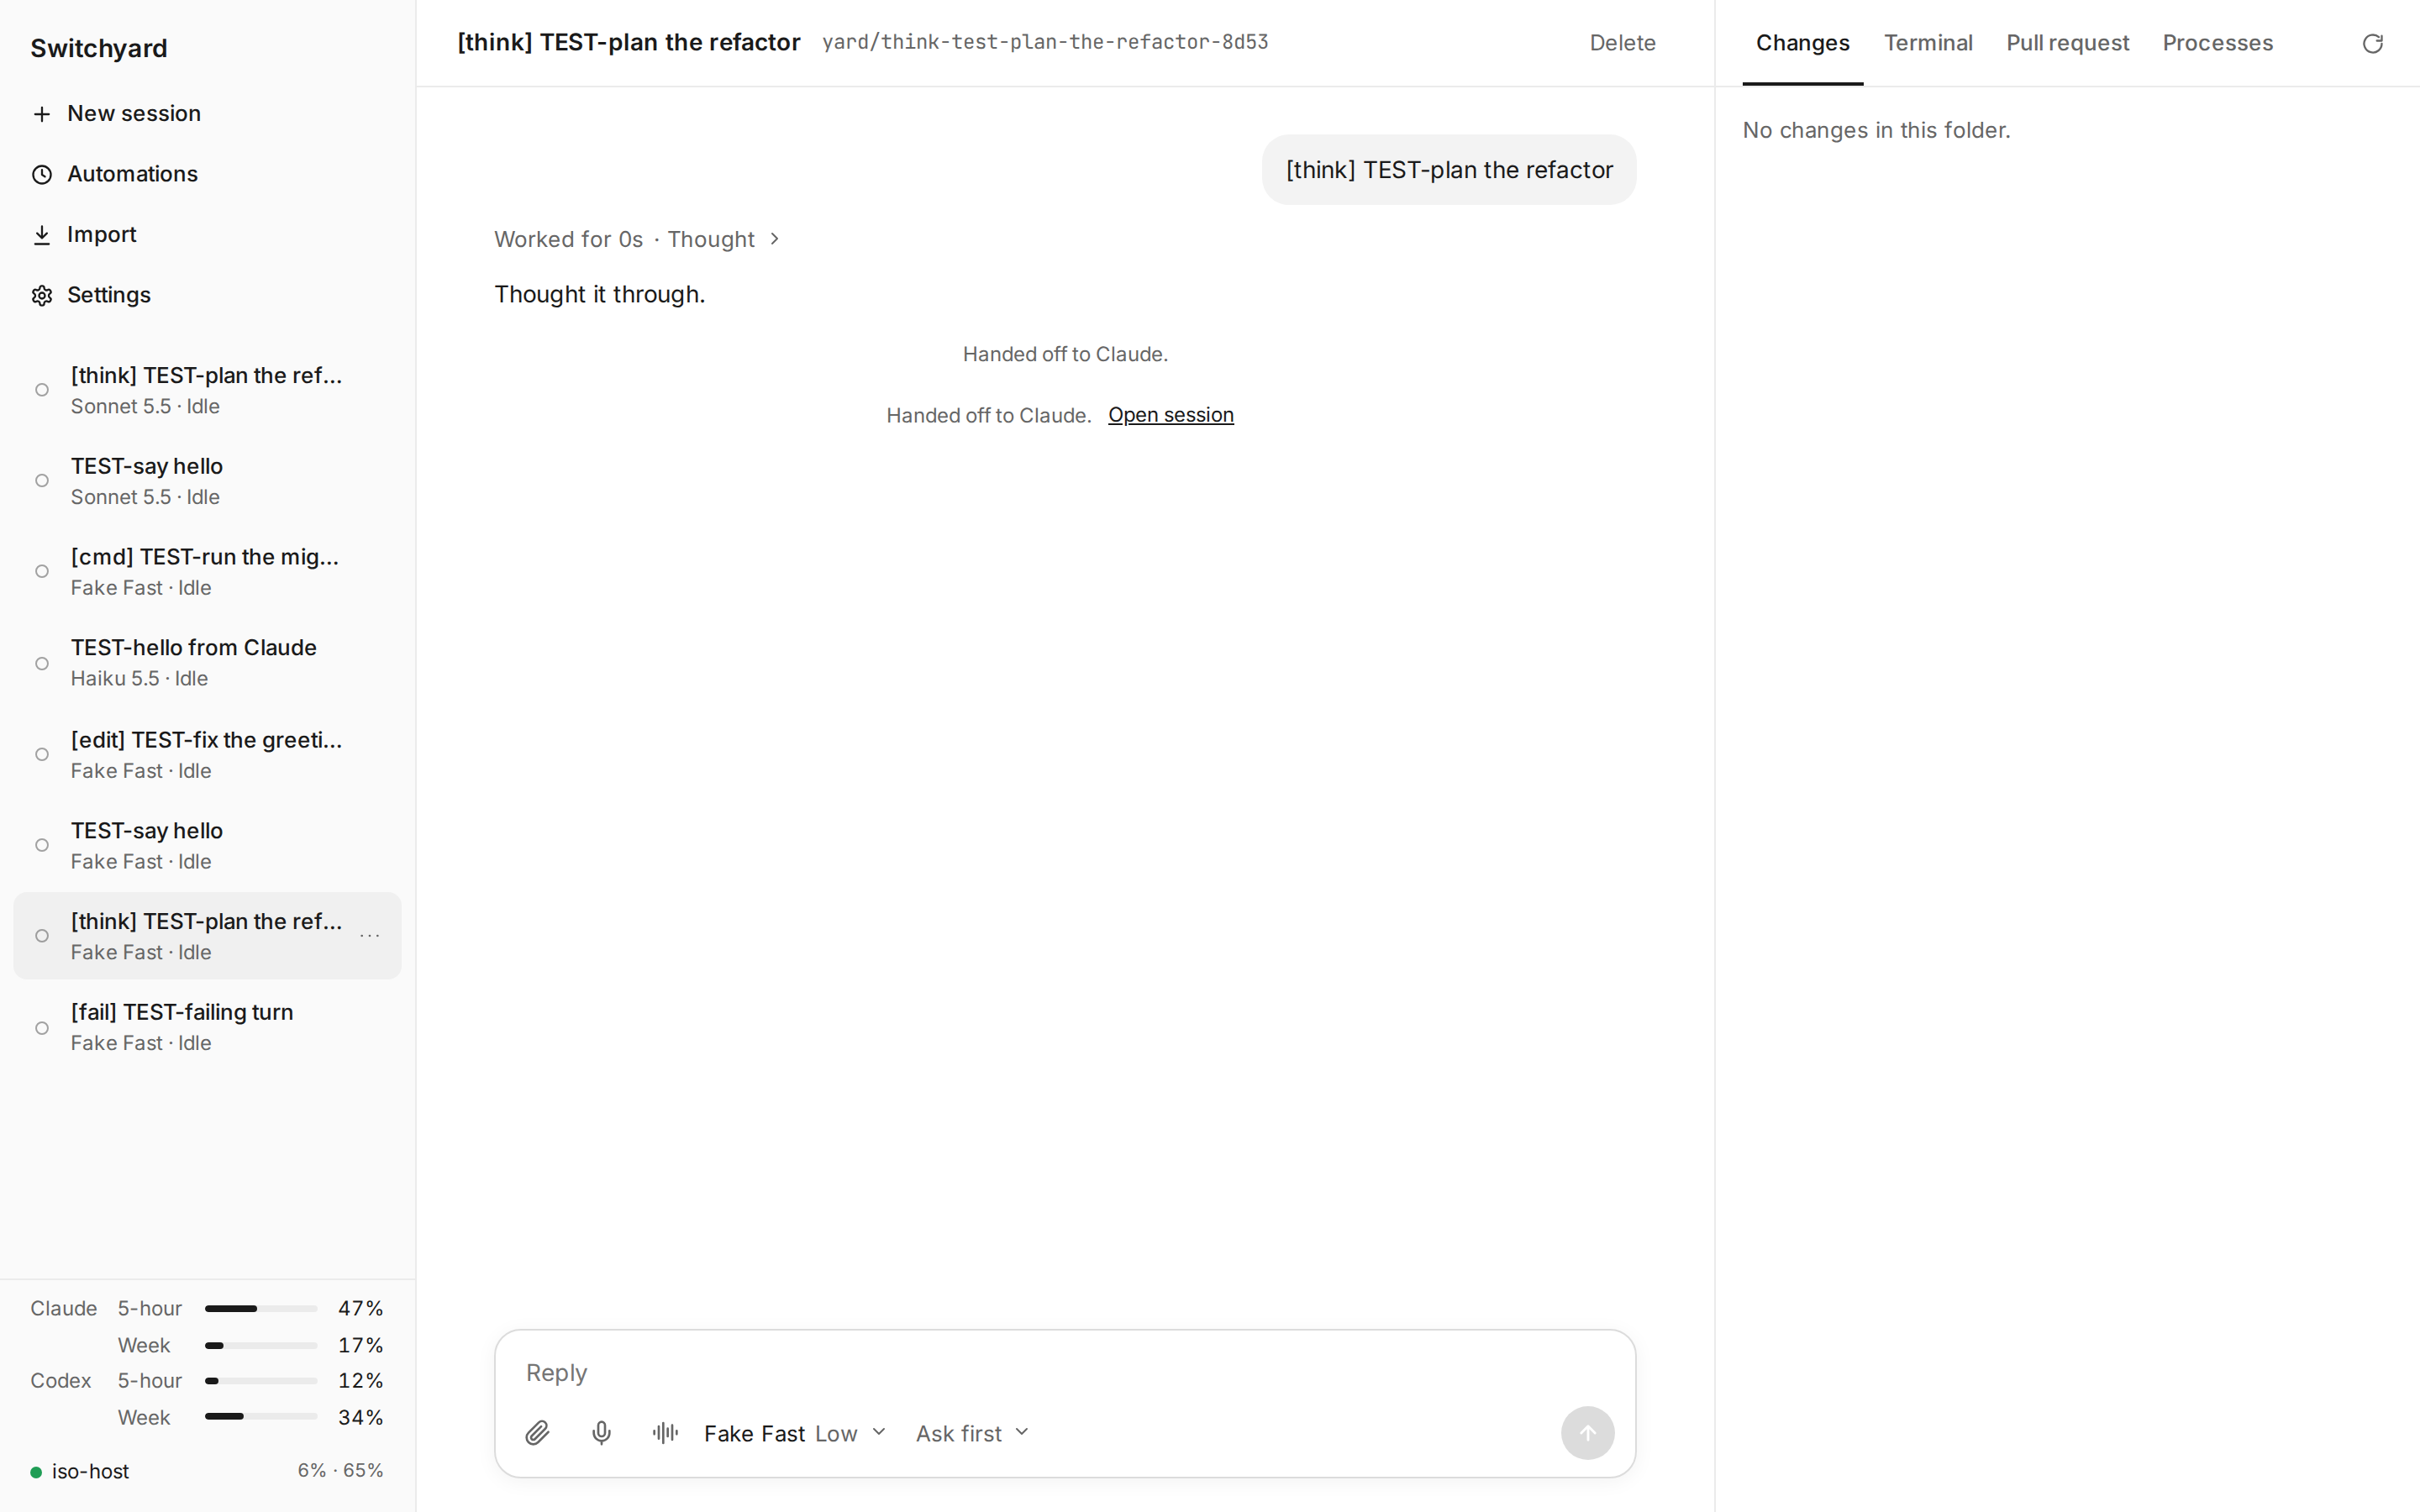 Switchyard
New session
Automations
Import
Settings
[think] TEST-plan the ref...
Sonnet 5.5 · Idle
TEST-say hello
Sonnet 5.5 · Idle
[cmd] TEST-run the mig...
Fake Fast · Idle
TEST-hello from Claude
Haiku 5.5 · Idle
[edit] TEST-fix the greeti...
Fake Fast · Idle
TEST-say hello
Fake Fast · Idle
[think] TEST-plan the ref... ...
Fake Fast · Idle
[fail] TEST-failing turn
Fake Fast · Idle
Claude 5-hour 47%
Week 17%
Codex 5-hour 12%
Week 34%
iso-host 6% · 65%
[think] TEST-plan the refactor yard/think-test-plan-the-refactor-8d53 Delete
[think] TEST-plan the refactor
Worked for 0s · Thought
Thought it through.
Handed off to Claude.
Handed off to Claude. Open session
Reply
Fake Fast Low Ask first
Changes Terminal Pull request Processes
No changes in this folder.